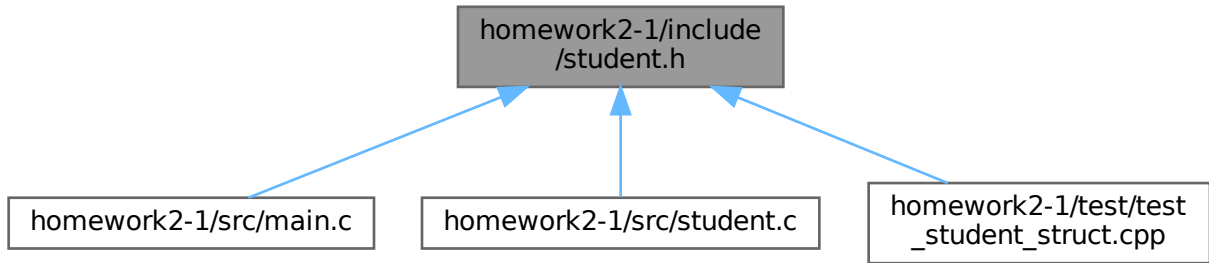 homework2-1/include
/student.h
homework2-1/src/main.c
homework2-1/src/student.c
homework2-1/test/test
_student_struct.cpp